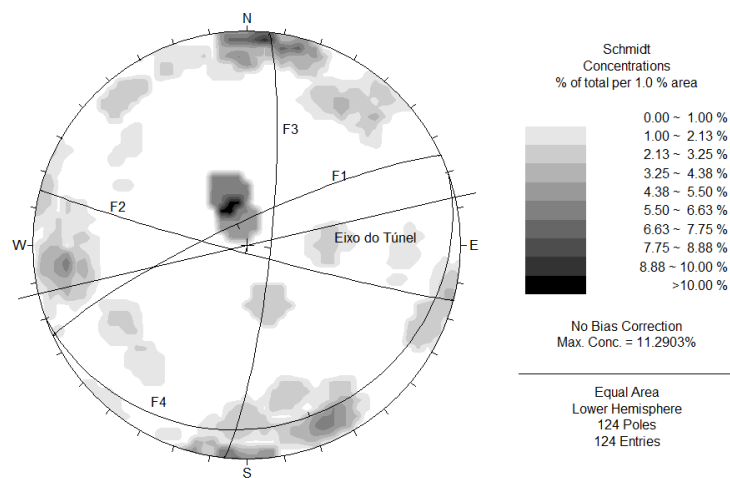 N
F3
F1
F2
Eixo do Túnel
W
E
F4
S
Schmidt
Concentrations
% of total per 1.0 % area
0.00 ~ 1.00 %
1.00 ~ 2.13 %
2.13 ~ 3.25 %
3.25 ~ 4.38 %
4.38 ~ 5.50 %
5.50 ~ 6.63 %
6.63 ~ 7.75 %
7.75 ~ 8.88 %
8.88 ~ 10.00 %
>10.00 %
No Bias Correction
Max. Conc. = 11.2903%
Equal Area
Lower Hemisphere
124 Poles
124 Entries